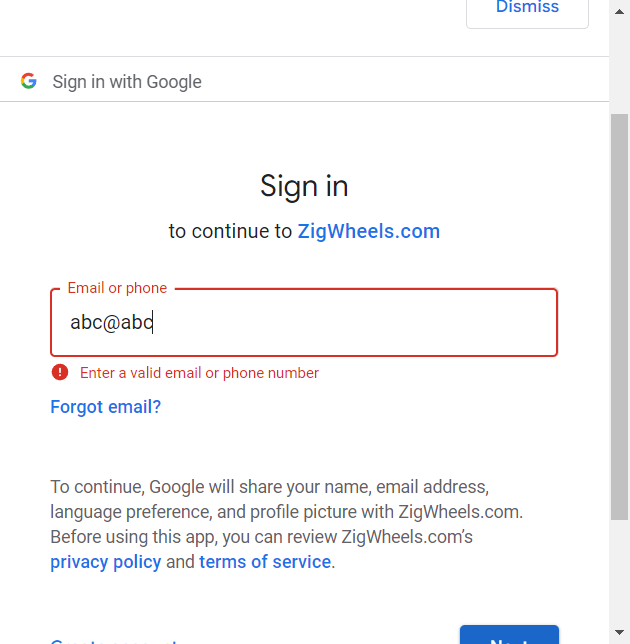 Dismiss
Sign in with Google
Sign in
to continue to ZigWheels.com
Email or phone
abc@abc
Enter a valid email or phone number
Forgot email?
To continue, Google will share your name, email address,
language preference, and profile picture with ZigWheels.com.
Before using this app, you can review ZigWheels.com’s
privacy policy and terms of service.
Create account
Next